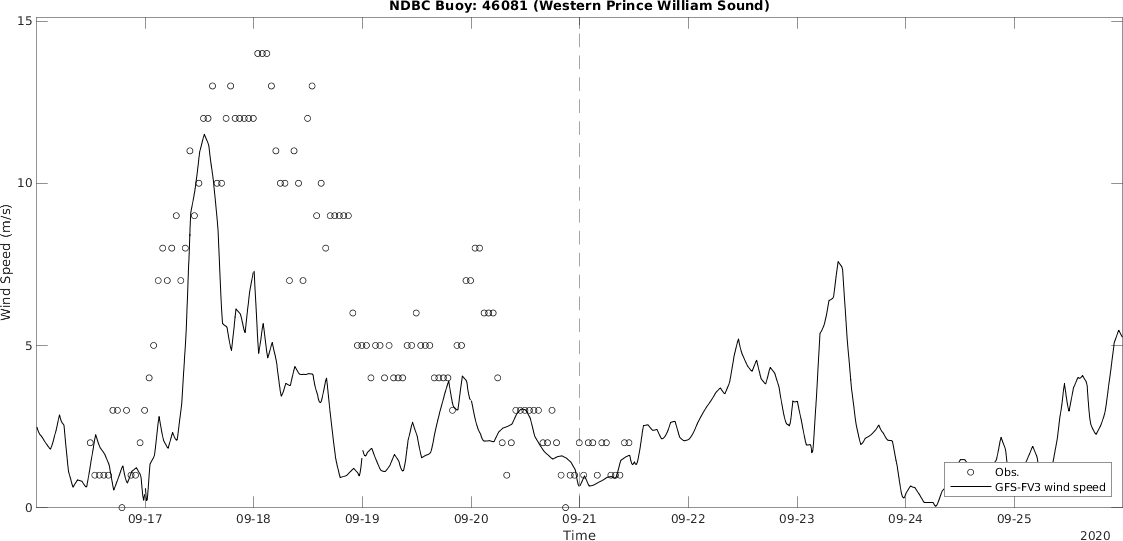 NDBC Buoy: 46081 (Western Prince William Sound)
15
10
5
0
Wind Speed (m/s)
09-17 09-18 09-19 09-20 09-21 09-22 09-23 09-24 09-25
Time
2020
Obs.
GFS-FV3 wind speed